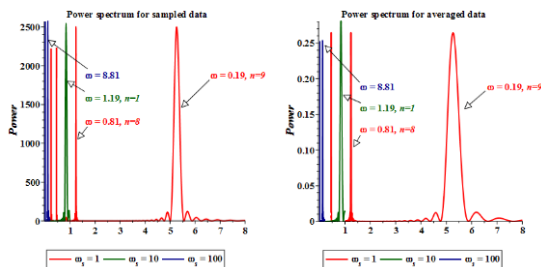 Power spectrum for sampled data
2500
2000
1500
1000
500
0
Power
ω = 8.81
ω = 1.19, n=1
ω = 0.81, n=8
ω = 0.19, n=9
1 2 3 4 5 6 7 8
ωs = 1 ωs = 10 ωs = 100
Power spectrum for averaged data
0.25
0.20
0.15
0.10
0.05
0
Power
ω = 8.81
ω = 1.19, n=1
ω = 0.81, n=8
ω = 0.19, n=9
1 2 3 4 5 6 7 8
ωs = 1 ωs = 10 ωs = 100